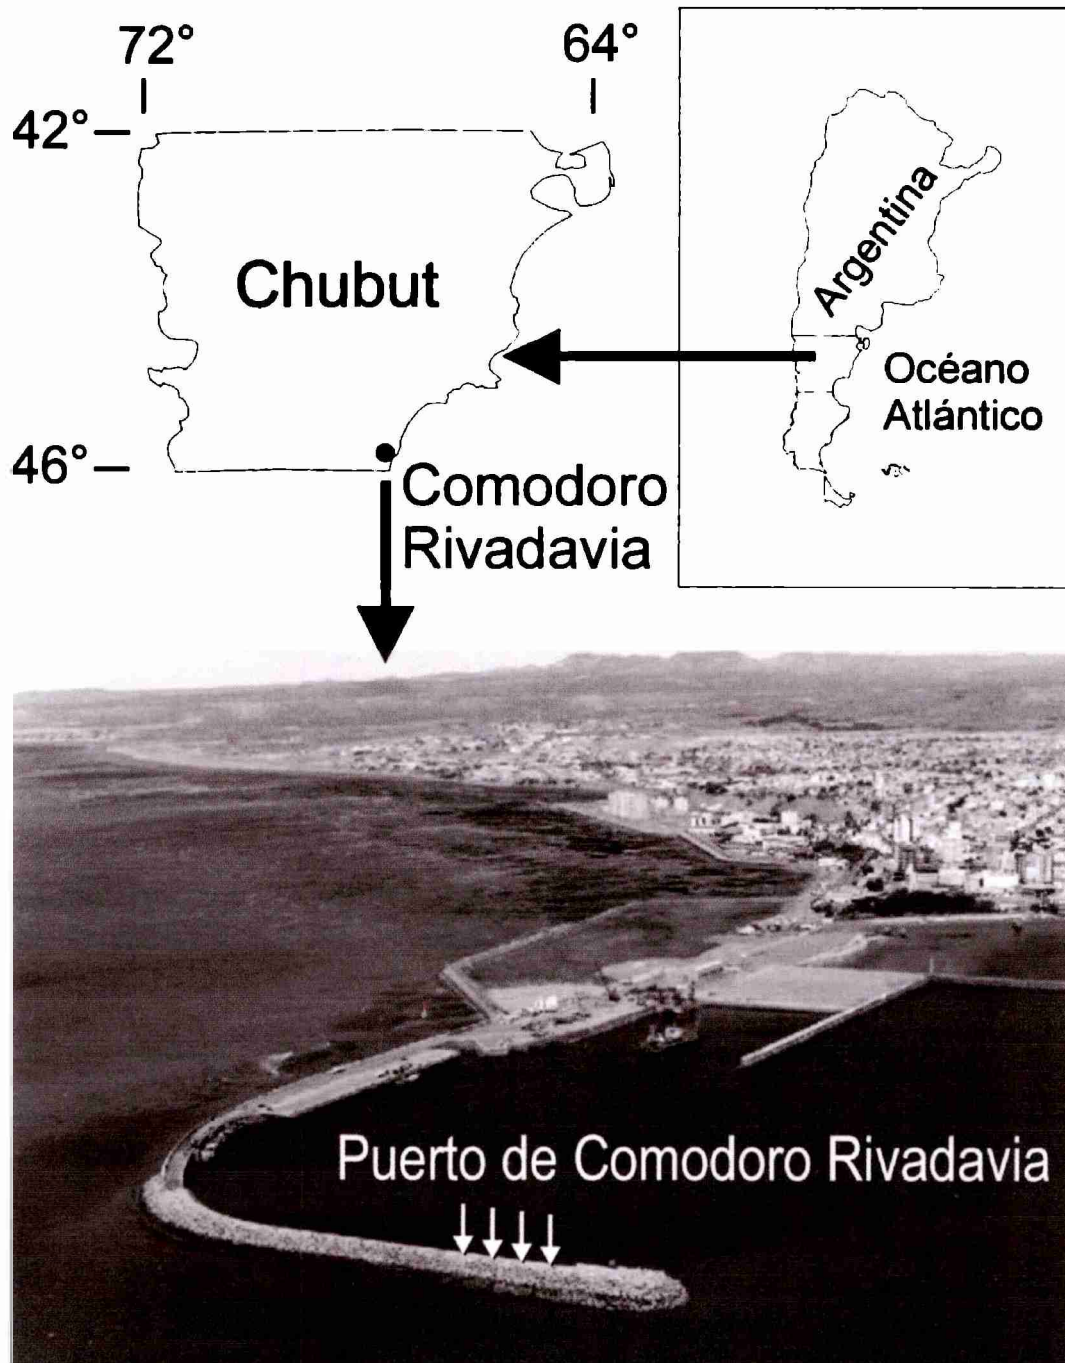 72°
64°
42°
46°
Chubut
Comodoro
Rivadavia
Argentina
Océano
Atlántico
Puerto de Comodoro Rivadavia